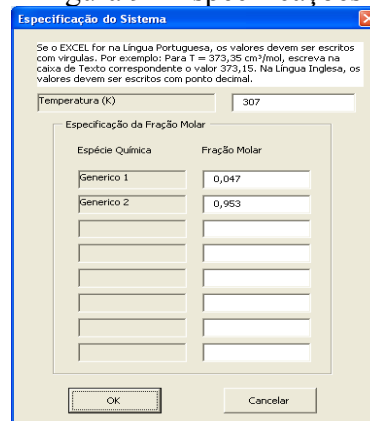 Especificação do Sistema
Se o EXCEL for na Língua Portuguesa, os valores devem ser escritos
com virgulas. Por exemplo: Para T = 373,35 cm³/mol, escreva na
caixa de Texto correspondente o valor 373,15. Na Língua Inglesa, os
valores devem ser escritos com ponto decimal.
Temperatura (K) 307
Especificação da Fração Molar
Espécie Química Fração Molar
Generico 1 0,047
Generico 2 0,953
OK Cancelar